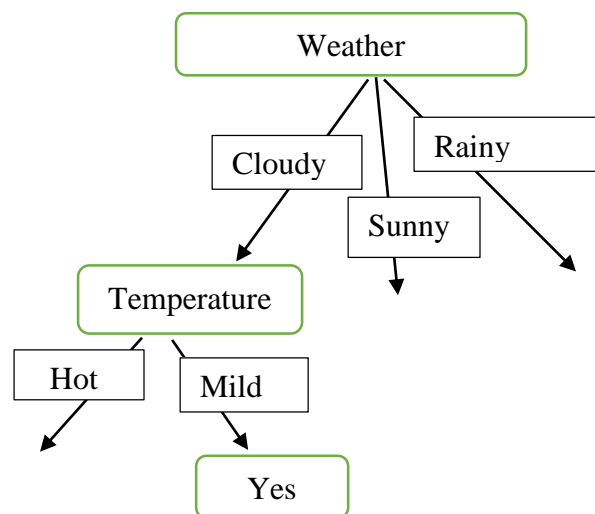 Weather
Cloudy
Rainy
Sunny
Temperature
Hot
Mild
Yes